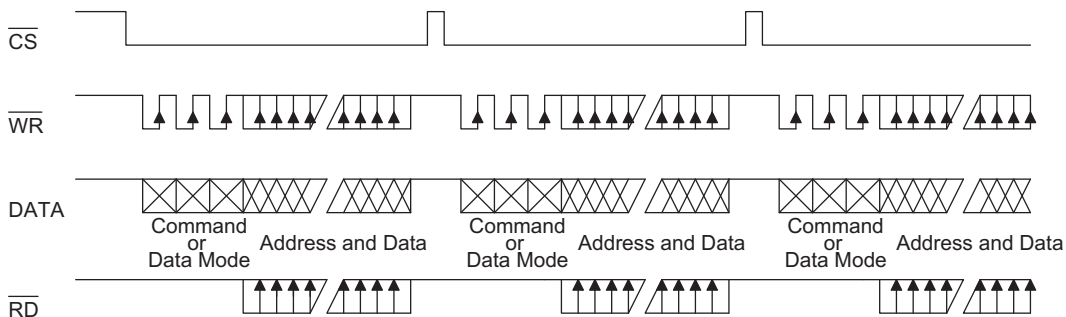 CS
WR
DATA
Command
or
Data Mode
Address and Data
Command
or
Data Mode
Address and Data
Command
or
Data Mode
Address and Data
RD